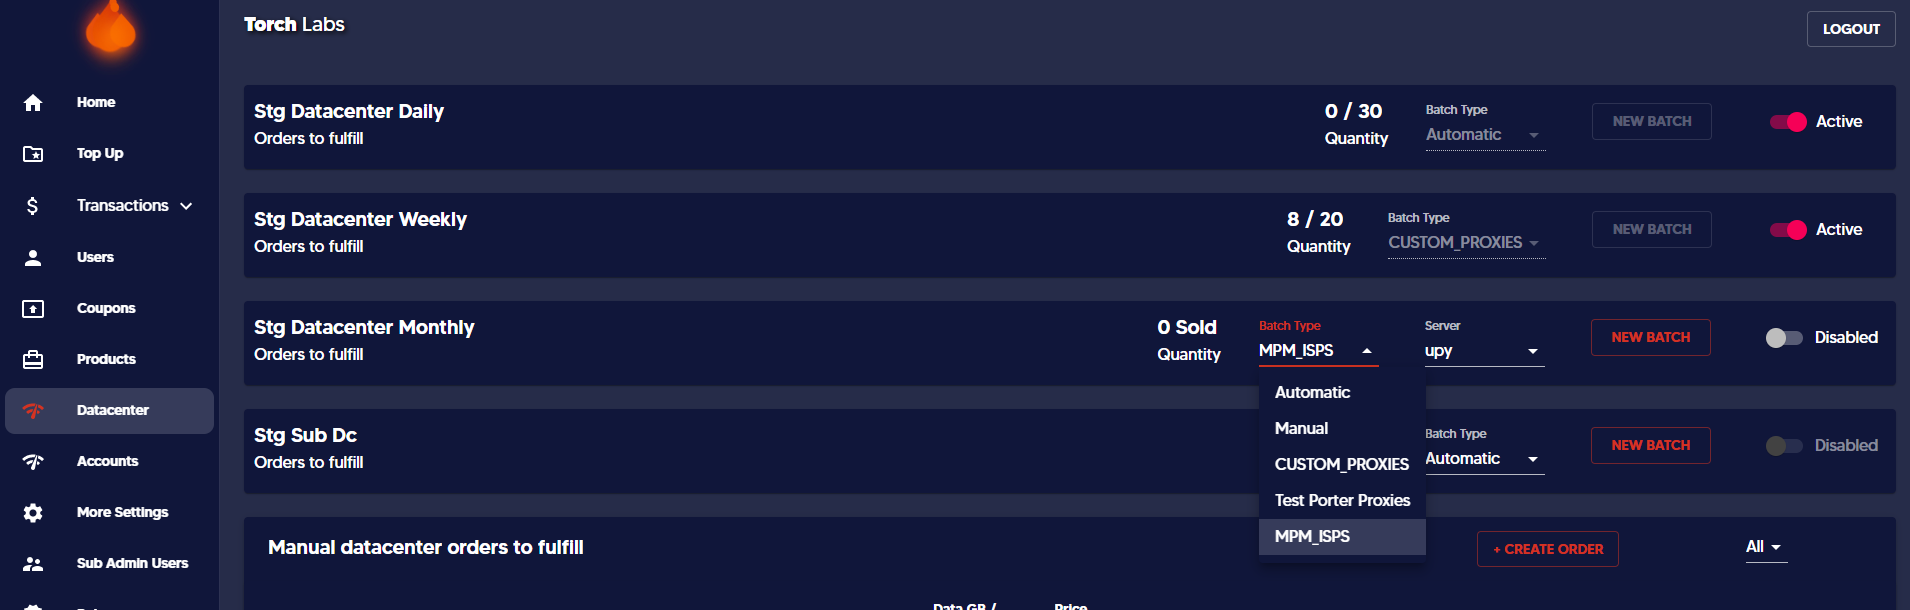 Torch Labs
LOGOUT
Home
Top Up
Transactions
Users
Coupons
Products
Datacenter
Accounts
More Settings
Sub Admin Users
Stg Datacenter Daily
Orders to fulfill
0 / 30
Quantity
Batch Type
Automatic
NEW BATCH
Active
Stg Datacenter Weekly
Orders to fulfill
8 / 20
Quantity
Batch Type
CUSTOM_PROXIES
NEW BATCH
Active
Stg Datacenter Monthly
Orders to fulfill
0 Sold
Quantity
Batch Type
MPM_ISPS
Server
upy
NEW BATCH
Disabled
Automatic
Manual
CUSTOM_PROXIES
Test Porter Proxies
MPM_ISPS
Stg Sub Dc
Orders to fulfill
Batch Type
Automatic
NEW BATCH
Disabled
Manual datacenter orders to fulfill
+ CREATE ORDER
All
Data GB /
Price